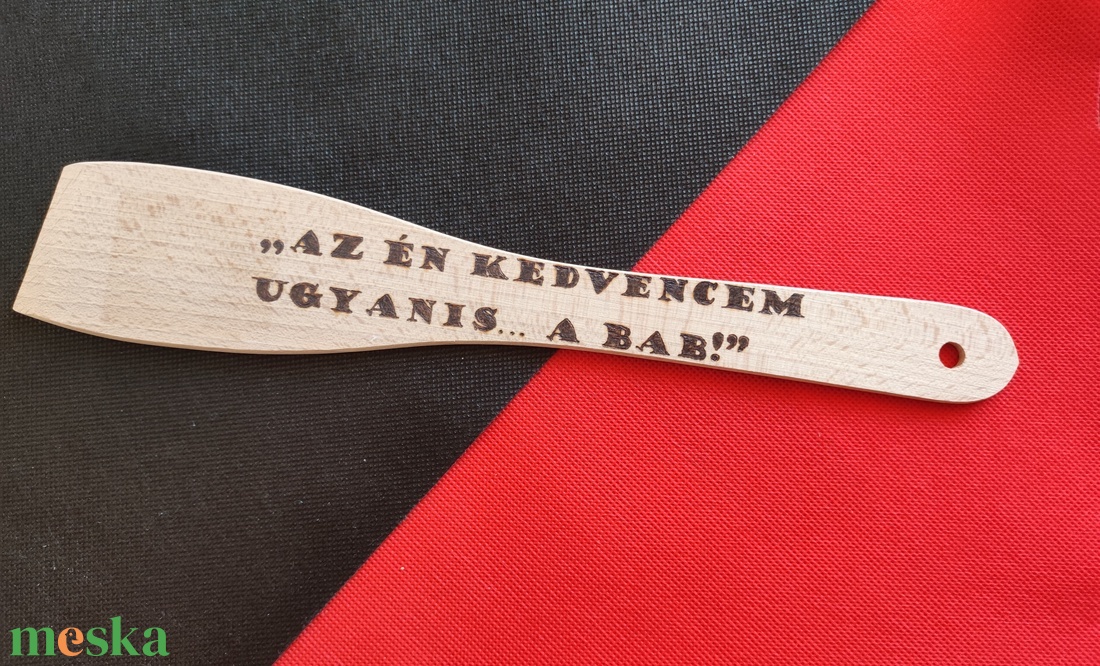 „AZ ÉN KEDVENCEM
UGYANIS... A BAB!”
meska